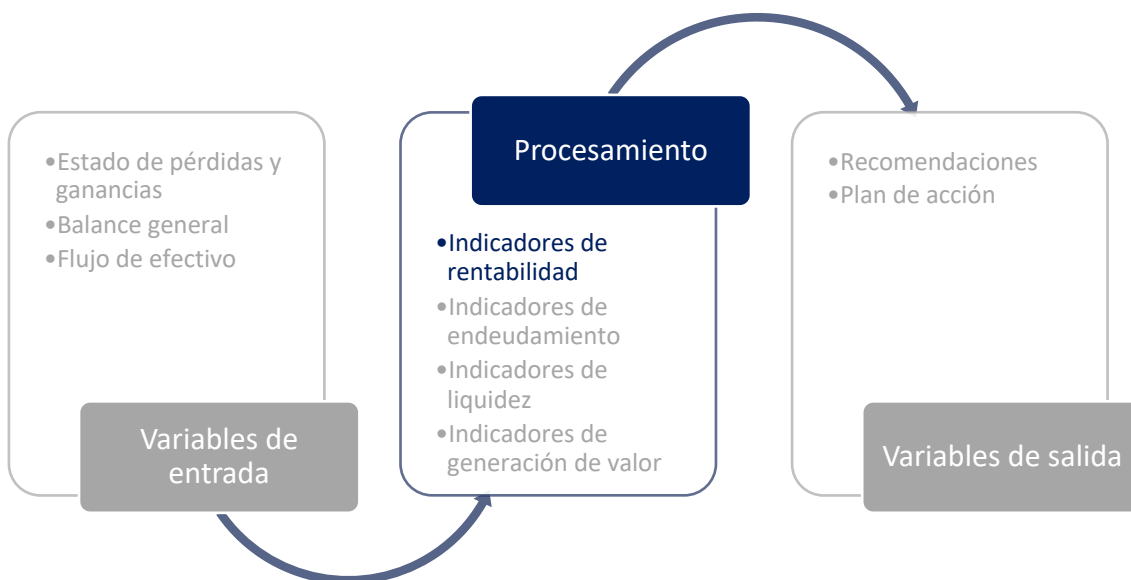 •Estado de pérdidas y
ganancias
•Balance general
•Flujo de efectivo
Variables de
entrada
Procesamiento
•Indicadores de
rentabilidad
•Indicadores de
endeudamiento
•Indicadores de
liquidez
•Indicadores de
generación de valor
•Recomendaciones
•Plan de acción
Variables de salida